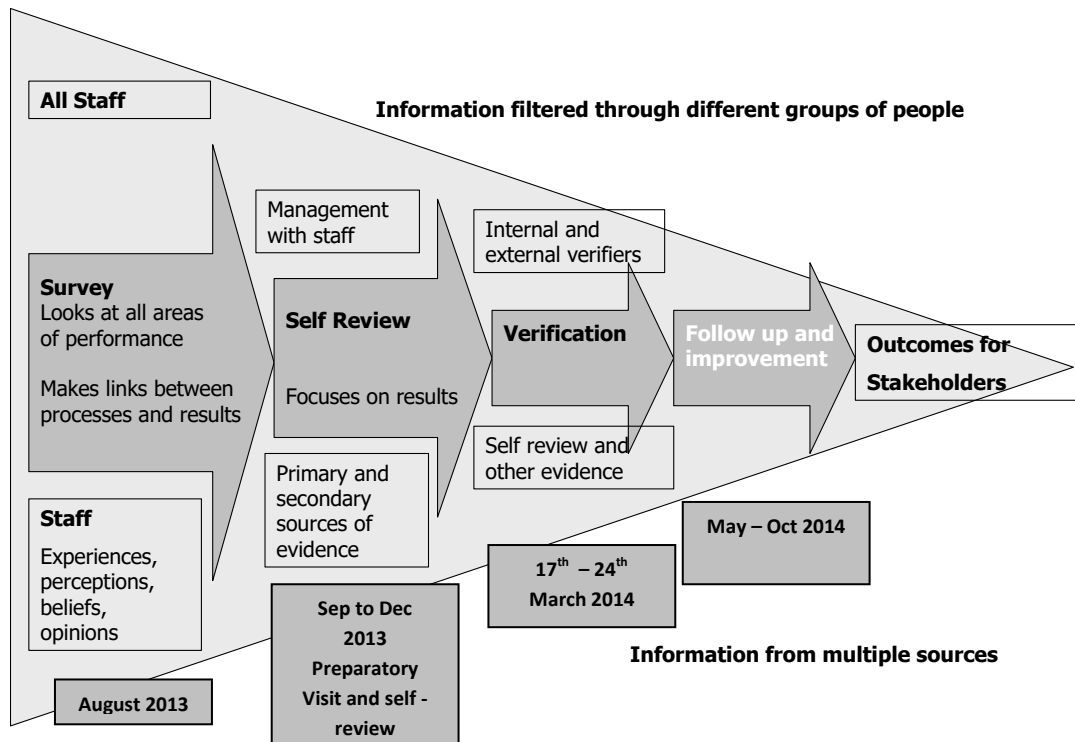 All Staff
Information filtered through different groups of people
Management
with staff
Internal and
external verifiers
Survey
Looks at all areas
of performance
Makes links between
processes and results
Self Review
Focuses on results
Verification
Follow up and
improvement
Outcomes for
Stakeholders
Self review and
other evidence
Primary and
secondary
sources of
evidence
Staff
Experiences,
perceptions,
beliefs,
opinions
May – Oct 2014
17th – 24th
March 2014
Sep to Dec
2013
Preparatory
Visit and self -
review
Information from multiple sources
August 2013